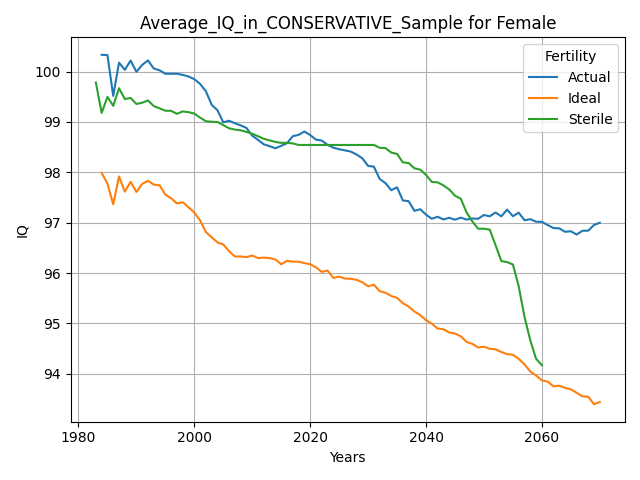 Average_IQ_in_CONSERVATIVE_Sample for Female
Fertility
Actual
Ideal
Sterile
IQ
100
99
98
97
96
95
94
1980
2000
2020
2040
2060
Years